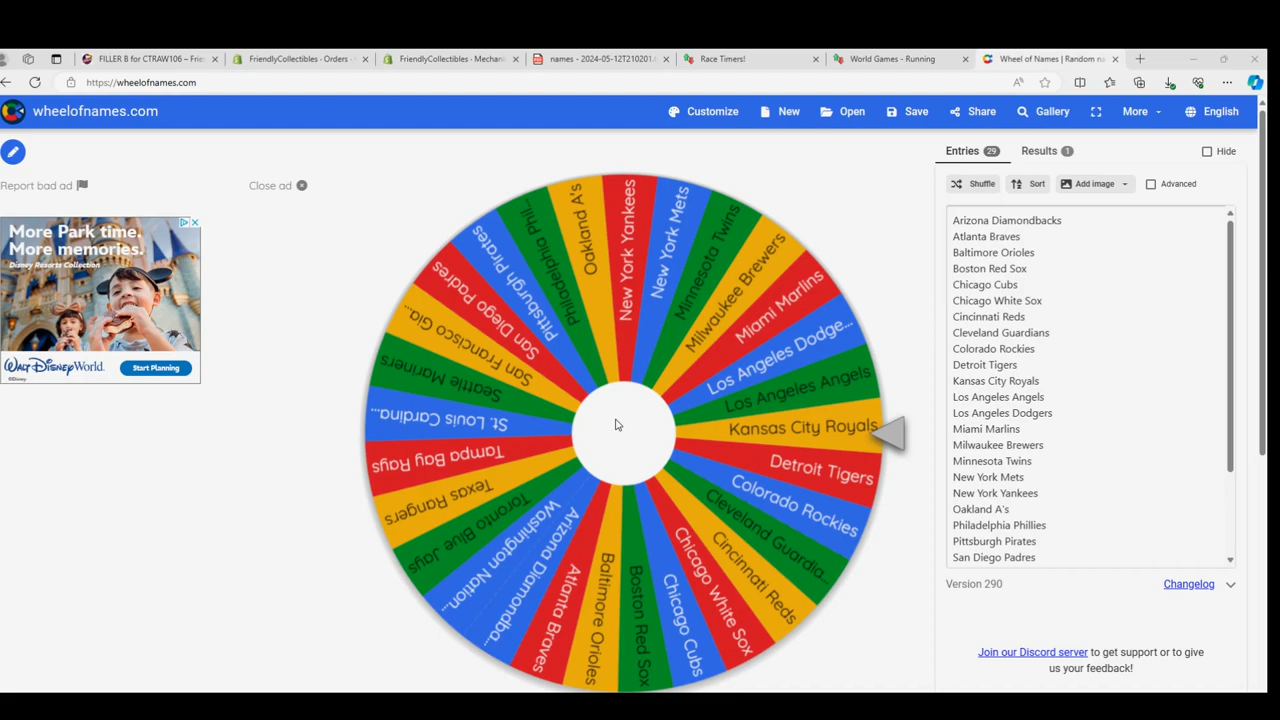 FILLER B for CTRAW106 – Frie
FriendlyCollectibles · Orders ·
FriendlyCollectibles · Mechani
names - 2024-05-12T210201.
Race Timers!
World Games - Running
Wheel of Names | Random na
https://wheelofnames.com
wheelofnames.com
Customize
New
Open
Save
Share
Gallery
More
English
Report bad ad
Close ad
More Park time.
More memories.
Disney Resorts Collection
WALT DISNEY World.
Start Planning
©Disney
New York Yankees
New York Mets
Minnesota Twins
Milwaukee Brewers
Miami Marlins
Los Angeles Dodge...
Los Angeles Angels
Kansas City Royals
Detroit Tigers
Colorado Rockies
Cleveland Guardia...
Cincinnati Reds
Chicago White Sox
Chicago Cubs
Boston Red Sox
Baltimore Orioles
Atlanta Braves
Arizona Diamondba...
Washington Nation...
Toronto Blue Jays
Texas Rangers
Tampa Bay Rays
St. Louis Cardina...
Seattle Mariners
San Francisco Gia...
San Diego Padres
Pittsburgh Pirates
Philadelphia Phil...
Oakland A,s
Entries 29
Results 1
Hide
Shuffle
Sort
Add image
Advanced
Arizona Diamondbacks
Atlanta Braves
Baltimore Orioles
Boston Red Sox
Chicago Cubs
Chicago White Sox
Cincinnati Reds
Cleveland Guardians
Colorado Rockies
Detroit Tigers
Kansas City Royals
Los Angeles Angels
Los Angeles Dodgers
Miami Marlins
Milwaukee Brewers
Minnesota Twins
New York Mets
New York Yankees
Oakland A's
Philadelphia Phillies
Pittsburgh Pirates
San Diego Padres
Version 290
Changelog
Join our Discord server to get support or to give
us your feedback!